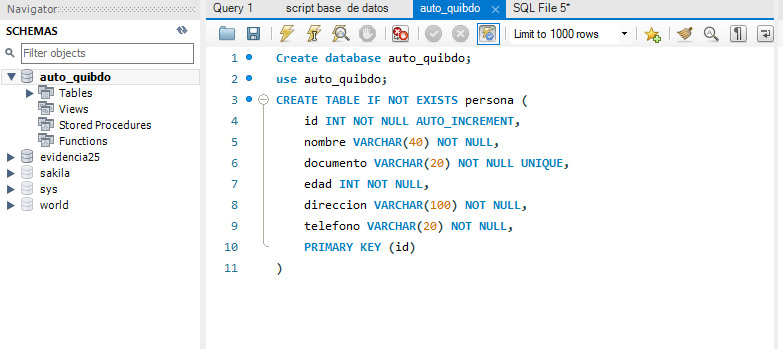 Navigator
SCHEMAS
Filter objects
auto_quibdo
Tables
Views
Stored Procedures
Functions
evidencia25
sakila
sys
world
Query 1
script base de datos
auto_quibdo
SQL File 5*
Limit to 1000 rows
1 Create database auto_quibdo;
2 use auto_quibdo;
3 CREATE TABLE IF NOT EXISTS persona (
4 id INT NOT NULL AUTO_INCREMENT,
5 nombre VARCHAR(40) NOT NULL,
6 documento VARCHAR(20) NOT NULL UNIQUE,
7 edad INT NOT NULL,
8 direccion VARCHAR(100) NOT NULL,
9 telefono VARCHAR(20) NOT NULL,
10 PRIMARY KEY (id)
11 )